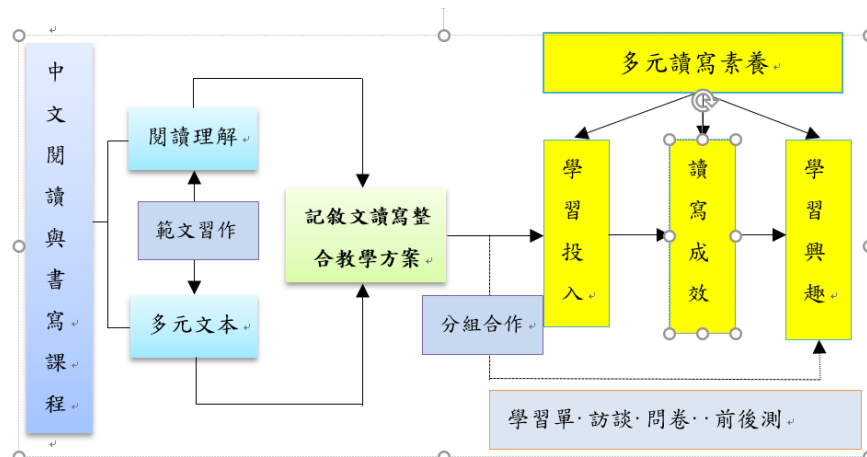 中文閱讀與書寫課程
閱讀理解
範文習作
多元文本
記敘文讀寫整
合教學方案
多元讀寫素養
學習投入
讀寫成效
學習興趣
分組合作
學習單·訪談·問卷··前後測